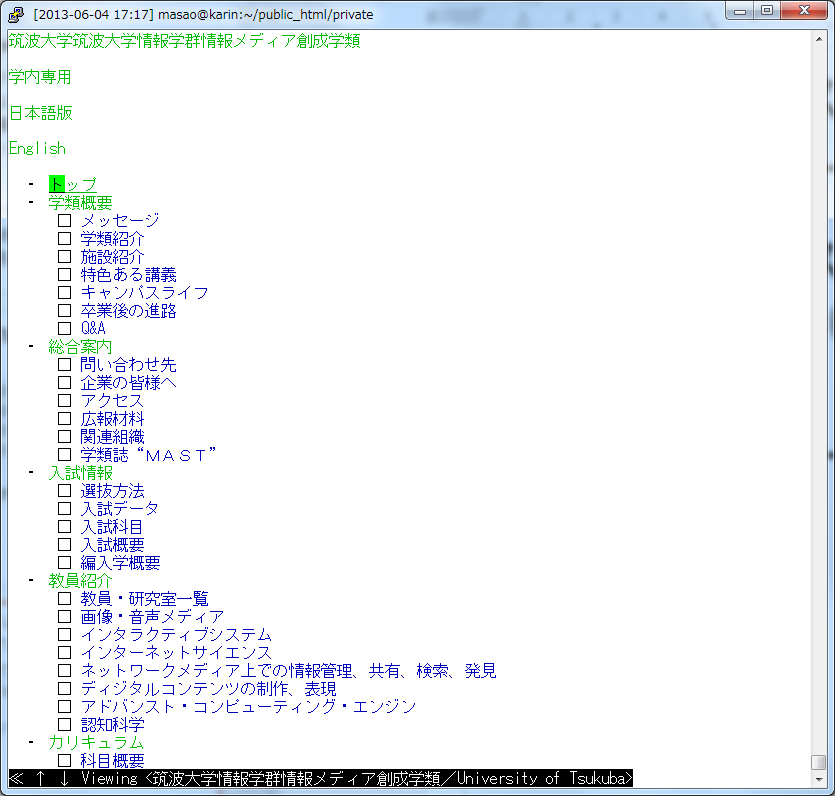 [2013-06-04 17:17] masao@karin:~/public_html/private
筑波大学筑波大学情報学群情報メディア創成学類
学内専用
日本語版
English
- トップ
- 学類概要
□ メッセージ
□ 学類紹介
□ 施設紹介
□ 特色ある講義
□ キャンパスライフ
□ 卒業後の進路
□ Q&A
- 総合案内
□ 問い合わせ先
□ 企業の皆様へ
□ アクセス
□ 広報材料
□ 関連組織
□ 学類誌“ＭＡＳＴ”
- 入試情報
□ 選抜方法
□ 入試データ
□ 入試科目
□ 入試概要
□ 編入学概要
- 教員紹介
□ 教員・研究室一覧
□ 画像・音声メディア
□ インタラクティブシステム
□ インターネットサイエンス
□ ネットワークメディア上での情報管理、共有、検索、発見
□ ディジタルコンテンツの制作、表現
□ アドバンスト・コンピューティング・エンジン
□ 認知科学
- カリキュラム
□ 科目概要
≪ ↑ ↓ Viewing <筑波大学情報学群情報メディア創成学類／University of Tsukuba>